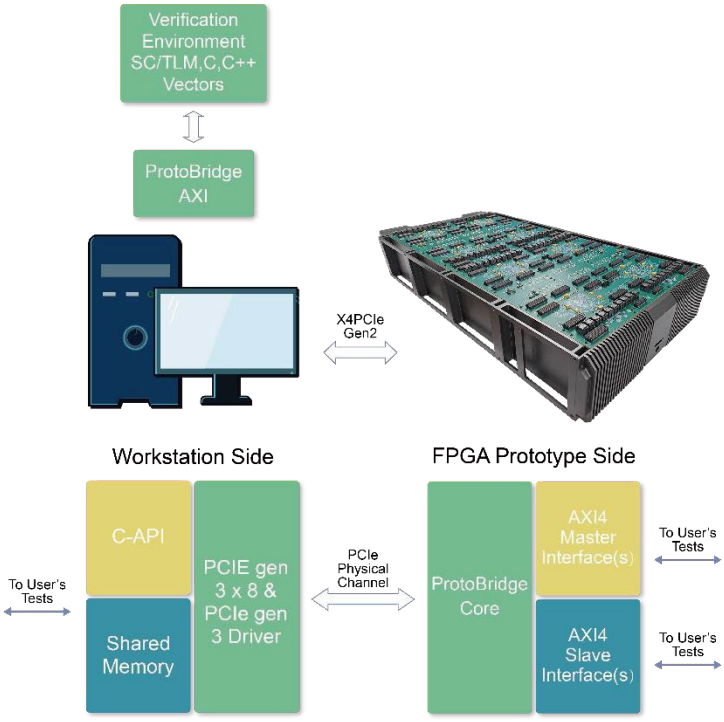 Verification
Environment
SC/TLM,C,C++
Vectors
ProtoBridge
AXI
X4PCIe
Gen2
Workstation Side
FPGA Prototype Side
C-API
Shared
Memory
PCIE gen
3 x 8 &
PCIe gen
3 Driver
To User's
Tests
PCIe
Physical
Channel
ProtoBridge
Core
AXI4
Master
Interface(s)
AXI4
Slave
Interface(s)
To User's
Tests
To User's
Tests